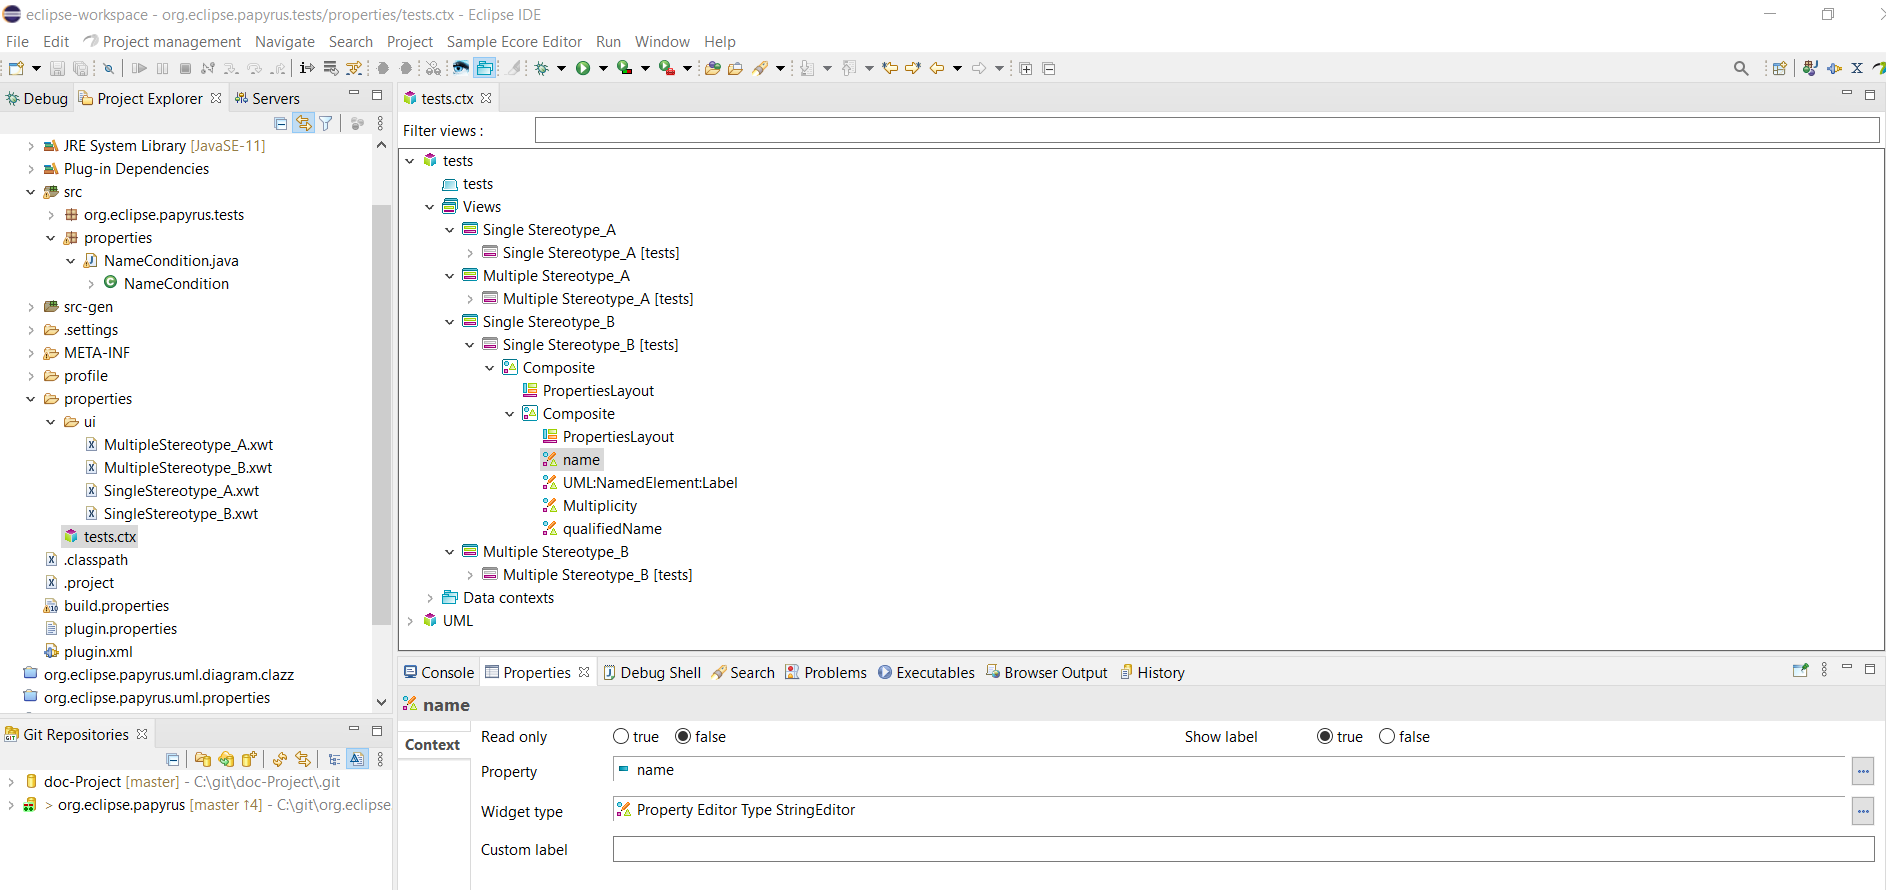 eclipse-workspace - org.eclipse.papyrus.tests/properties/tests.ctx - Eclipse IDE
File Edit Project management Navigate Search Project Sample Ecore Editor Run Window Help
Debug Project Explorer Servers
JRE System Library [JavaSE-11]
Plug-in Dependencies
src
org.eclipse.papyrus.tests
properties
NameCondition.java
NameCondition
src-gen
.settings
META-INF
profile
properties
ui
MultipleStereotype_A.xwt
MultipleStereotype_B.xwt
SingleStereotype_A.xwt
SingleStereotype_B.xwt
tests.ctx
.classpath
.project
build.properties
plugin.properties
plugin.xml
org.eclipse.papyrus.uml.diagram.clazz
org.eclipse.papyrus.uml.properties
Git Repositories
doc-Project [master] - C:\git\doc-Project\.git
> org.eclipse.papyrus [master ↑4] - C:\git\org.eclipse
tests.ctx
Filter views :
tests
tests
Views
Single Stereotype_A
Single Stereotype_A [tests]
Multiple Stereotype_A
Multiple Stereotype_A [tests]
Single Stereotype_B
Single Stereotype_B [tests]
Composite
PropertiesLayout
Composite
PropertiesLayout
name
UML:NamedElement:Label
Multiplicity
qualifiedName
Multiple Stereotype_B
Multiple Stereotype_B [tests]
Data contexts
UML
Console Properties Debug Shell Search Problems Executables Browser Output History
name
Context
Read only true false Show label true false
Property name ...
Widget type Property Editor Type StringEditor ...
Custom label